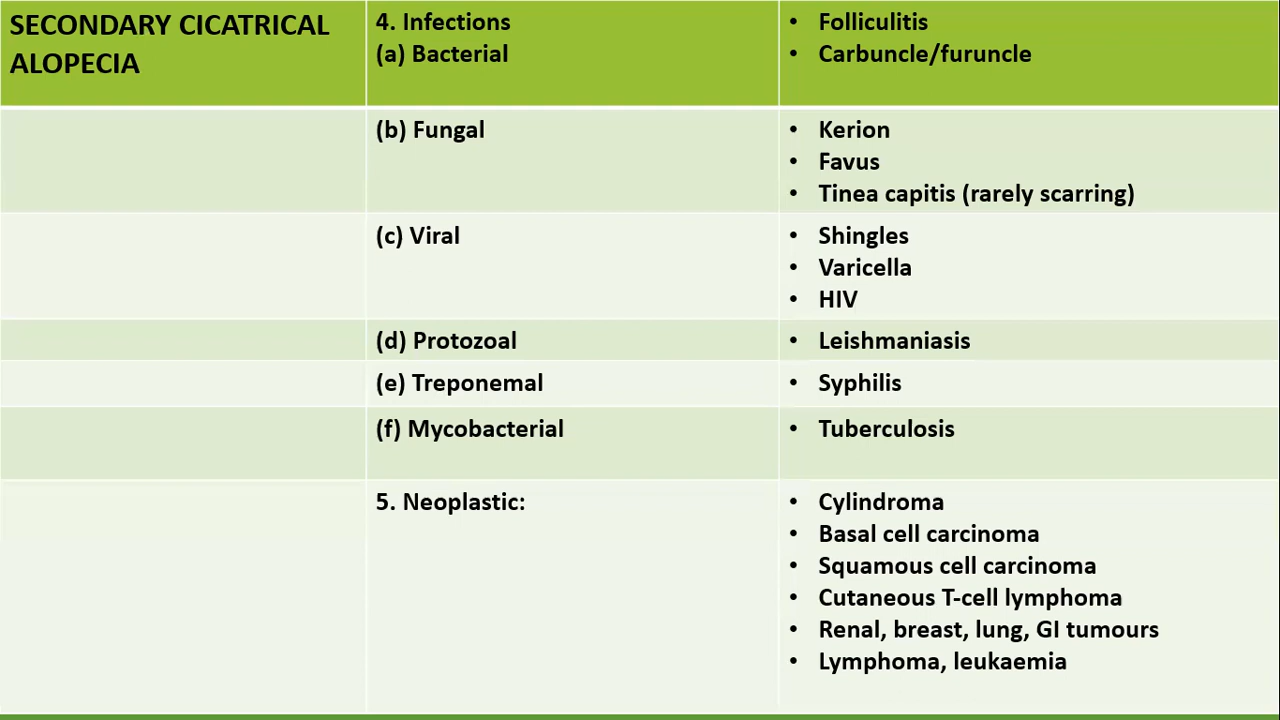 SECONDARY CICATRICAL
ALOPECIA
4. Infections
(a) Bacterial
• Folliculitis
• Carbuncle/furuncle
(b) Fungal
• Kerion
• Favus
• Tinea capitis (rarely scarring)
(c) Viral
• Shingles
• Varicella
• HIV
(d) Protozoal
• Leishmaniasis
(e) Treponemal
• Syphilis
(f) Mycobacterial
• Tuberculosis
5. Neoplastic:
• Cylindroma
• Basal cell carcinoma
• Squamous cell carcinoma
• Cutaneous T-cell lymphoma
• Renal, breast, lung, GI tumours
• Lymphoma, leukaemia